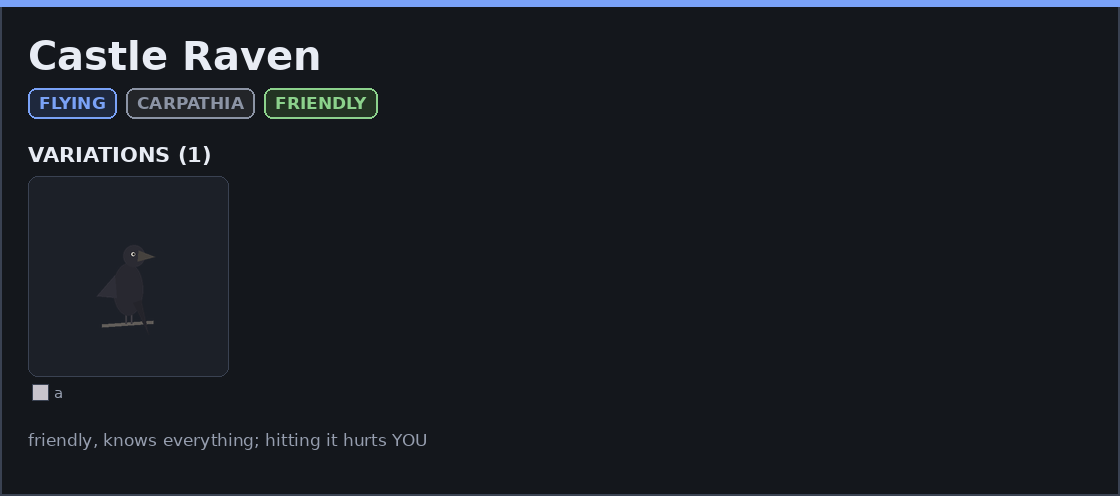 Castle Raven
FLYING CARPATHIA FRIENDLY
VARIATIONS (1)
a
friendly, knows everything; hitting it hurts YOU